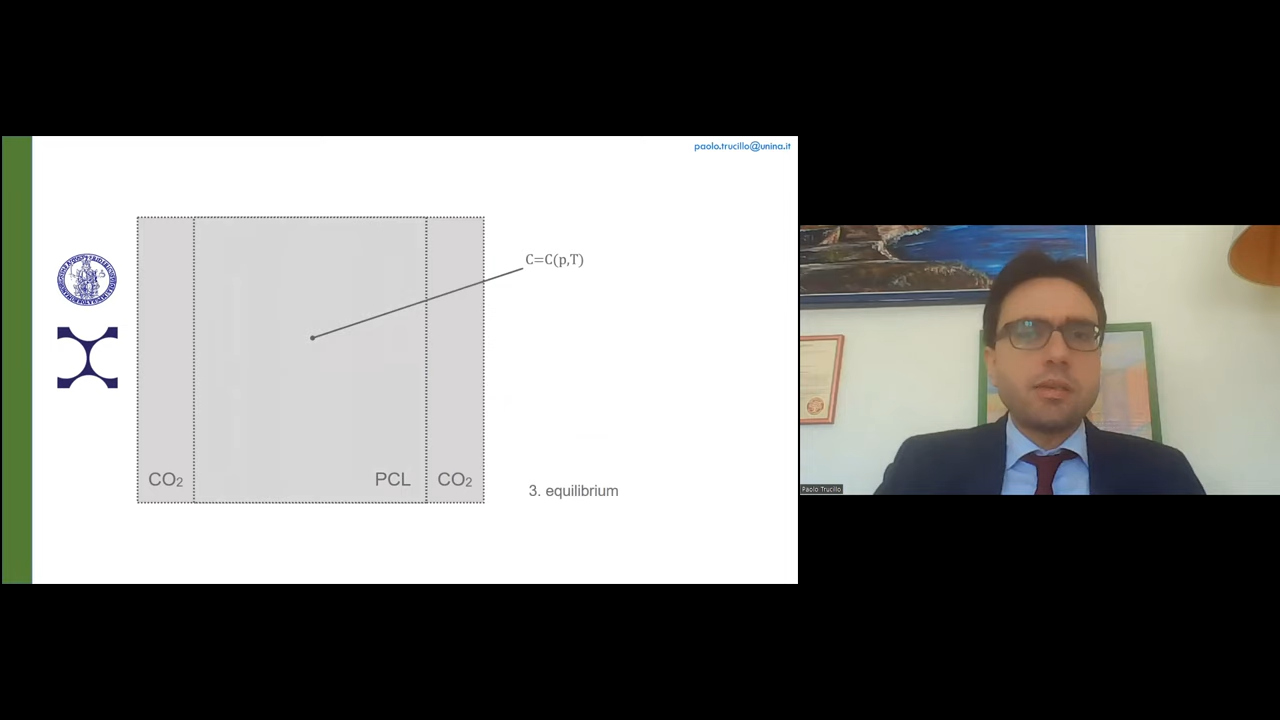 paolo.trucillo@unina.it
C=C(p,T)
CO₂
PCL
CO₂
3. equilibrium
Paolo Trucillo